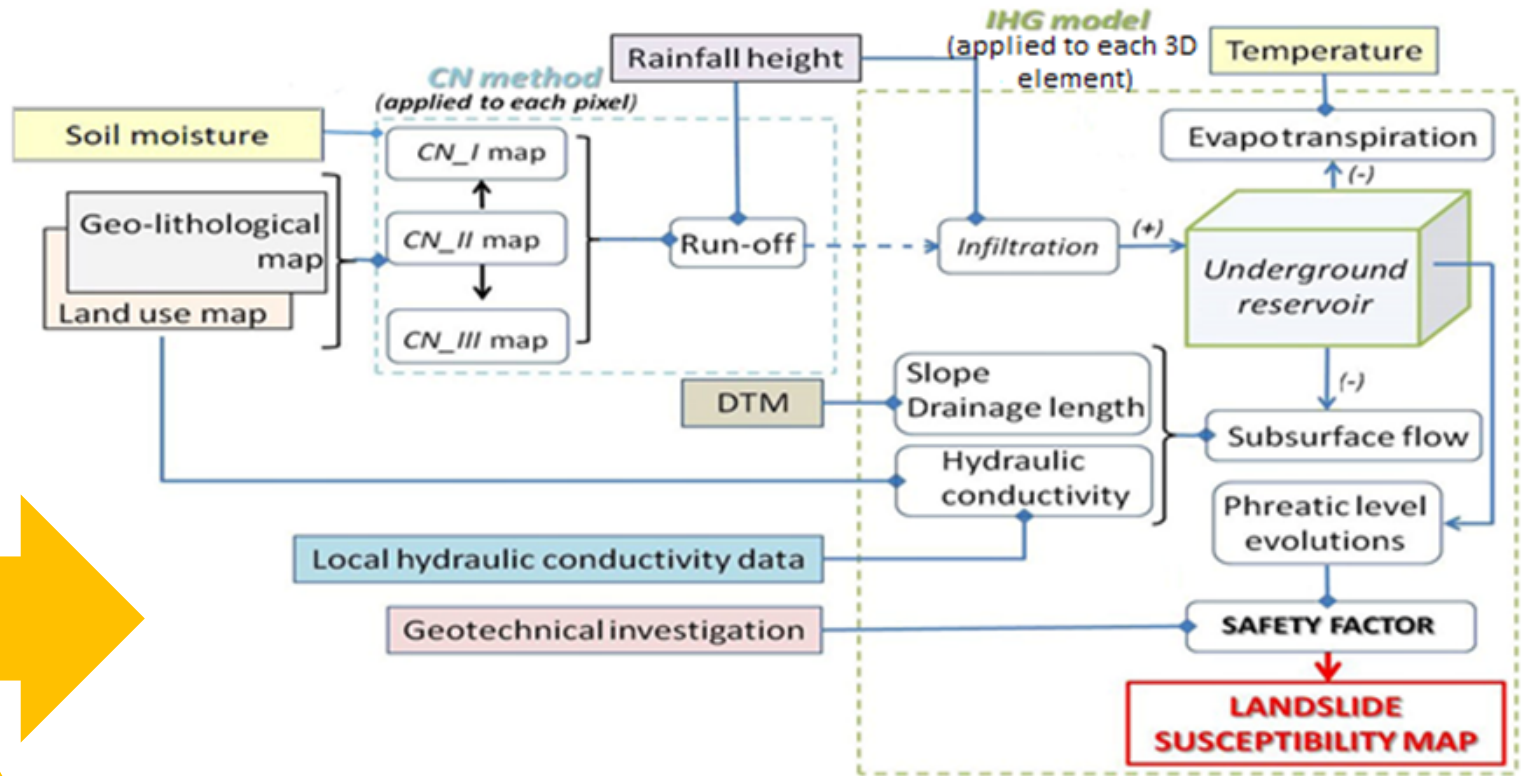 IHG model
(applied to each 3D
element)
Rainfall height
Temperature
CN method
(applied to each pixel)
Soil moisture
CN_I map
Evapo transpiration
(-)
Geo-lithological
map
Land use map
CN_II map
Run-off
Infiltration
(+)
Underground
reservoir
CN_III map
(-)
DTM
Slope
Drainage length
Subsurface flow
Hydraulic
conductivity
Phreatic level
evolutions
Local hydraulic conductivity data
Geotechnical investigation
SAFETY FACTOR
LANDSLIDE
SUSCEPTIBILITY MAP